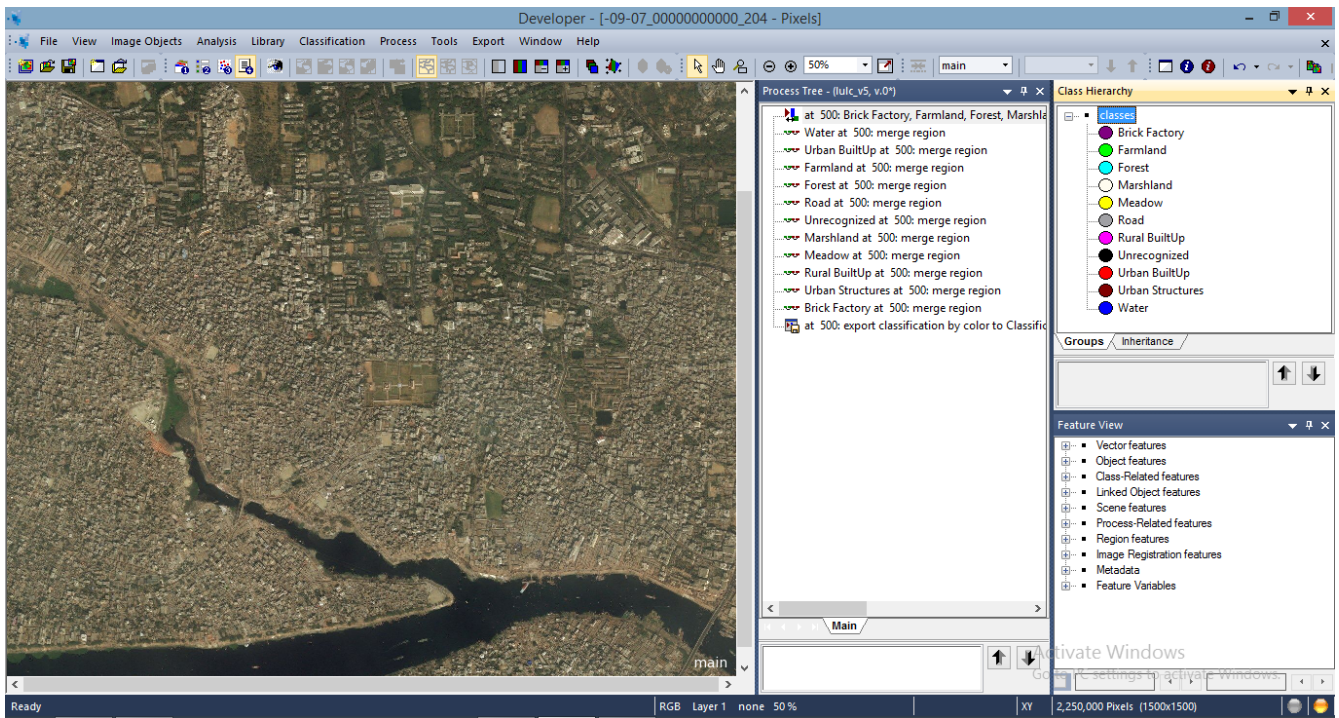 Developer - [-09-07_00000000000_204 - Pixels]
File View Image Objects Analysis Library Classification Process Tools Export Window Help
50% main
Process Tree - (lulc_v5, v.0*)
at 500: Brick Factory, Farmland, Forest, Marshla
Water at 500: merge region
Urban BuiltUp at 500: merge region
Farmland at 500: merge region
Forest at 500: merge region
Road at 500: merge region
Unrecognized at 500: merge region
Marshland at 500: merge region
Meadow at 500: merge region
Rural BuiltUp at 500: merge region
Urban Structures at 500: merge region
Brick Factory at 500: merge region
at 500: export classification by color to Classific
Main
Class Hierarchy
classes
Brick Factory
Farmland
Forest
Marshland
Meadow
Road
Rural BuiltUp
Unrecognized
Urban BuiltUp
Urban Structures
Water
Groups Inheritance
Feature View
Vector features
Object features
Class-Related features
Linked Object features
Scene features
Process-Related features
Region features
Image Registration features
Metadata
Feature Variables
main
Activate Windows
Go to PC settings to activate Windows.
Ready RGB Layer 1 none 50 % XY 2,250,000 Pixels (1500x1500)